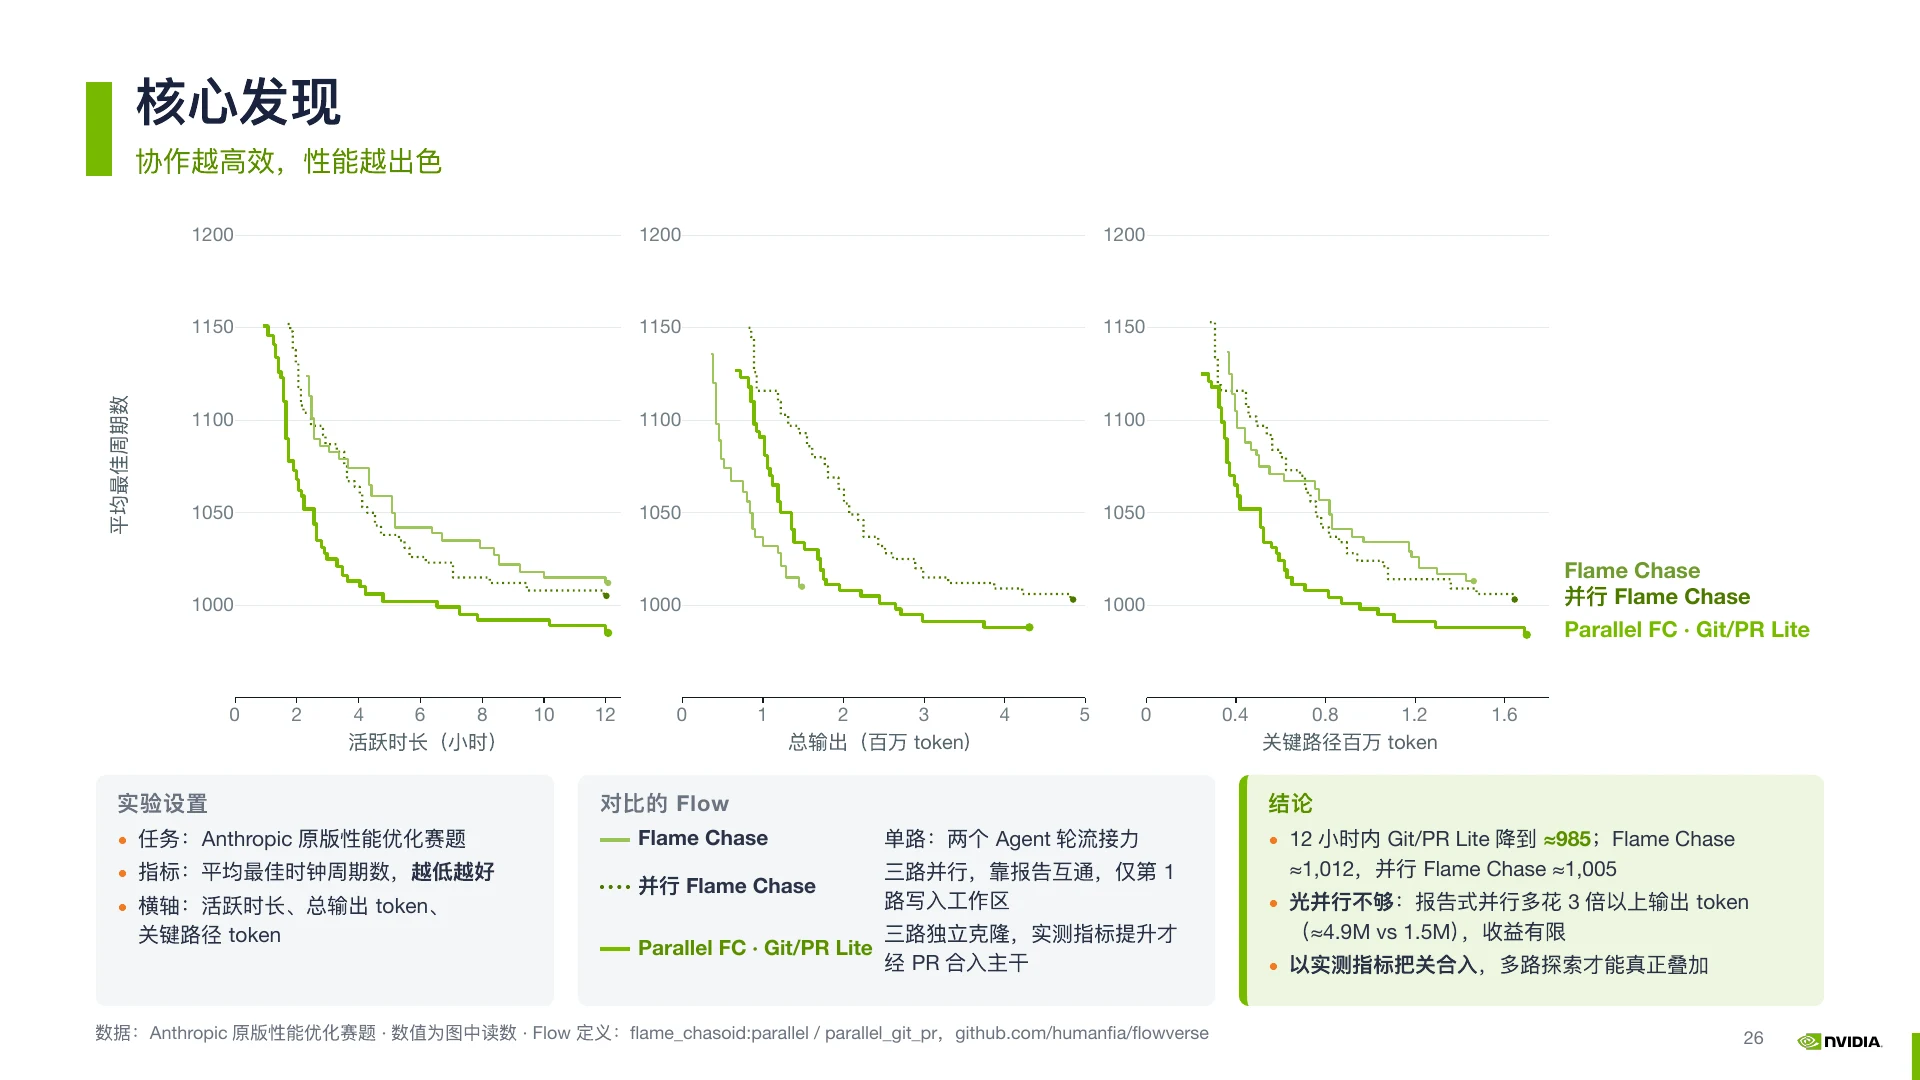 核心发现
协作越高效，性能越出色
平均最佳周期数
1200
1150
1100
1050
1000
0 2 4 6 8 10 12
活跃时长（小时）
1200
1150
1100
1050
1000
0 1 2 3 4 5
总输出（百万 token）
1200
1150
1100
1050
1000
0 0.4 0.8 1.2 1.6
关键路径百万 token
Flame Chase
并行 Flame Chase
Parallel FC · Git/PR Lite
实验设置
• 任务：Anthropic 原版性能优化赛题
• 指标：平均最佳时钟周期数，越低越好
• 横轴：活跃时长、总输出 token、
关键路径 token
对比的 Flow
Flame Chase 单路：两个 Agent 轮流接力
并行 Flame Chase 三路并行，靠报告互通，仅第 1
路写入工作区
Parallel FC · Git/PR Lite 三路独立克隆，实测指标提升才
经 PR 合入主干
结论
• 12 小时内 Git/PR Lite 降到 ≈985；Flame Chase
≈1,012，并行 Flame Chase ≈1,005
• 光并行不够：报告式并行多花 3 倍以上输出 token
（≈4.9M vs 1.5M），收益有限
• 以实测指标把关合入，多路探索才能真正叠加
数据：Anthropic 原版性能优化赛题 · 数值为图中读数 · Flow 定义：flame_chasoid:parallel / parallel_git_pr，github.com/humanfia/flowverse
26
NVIDIA